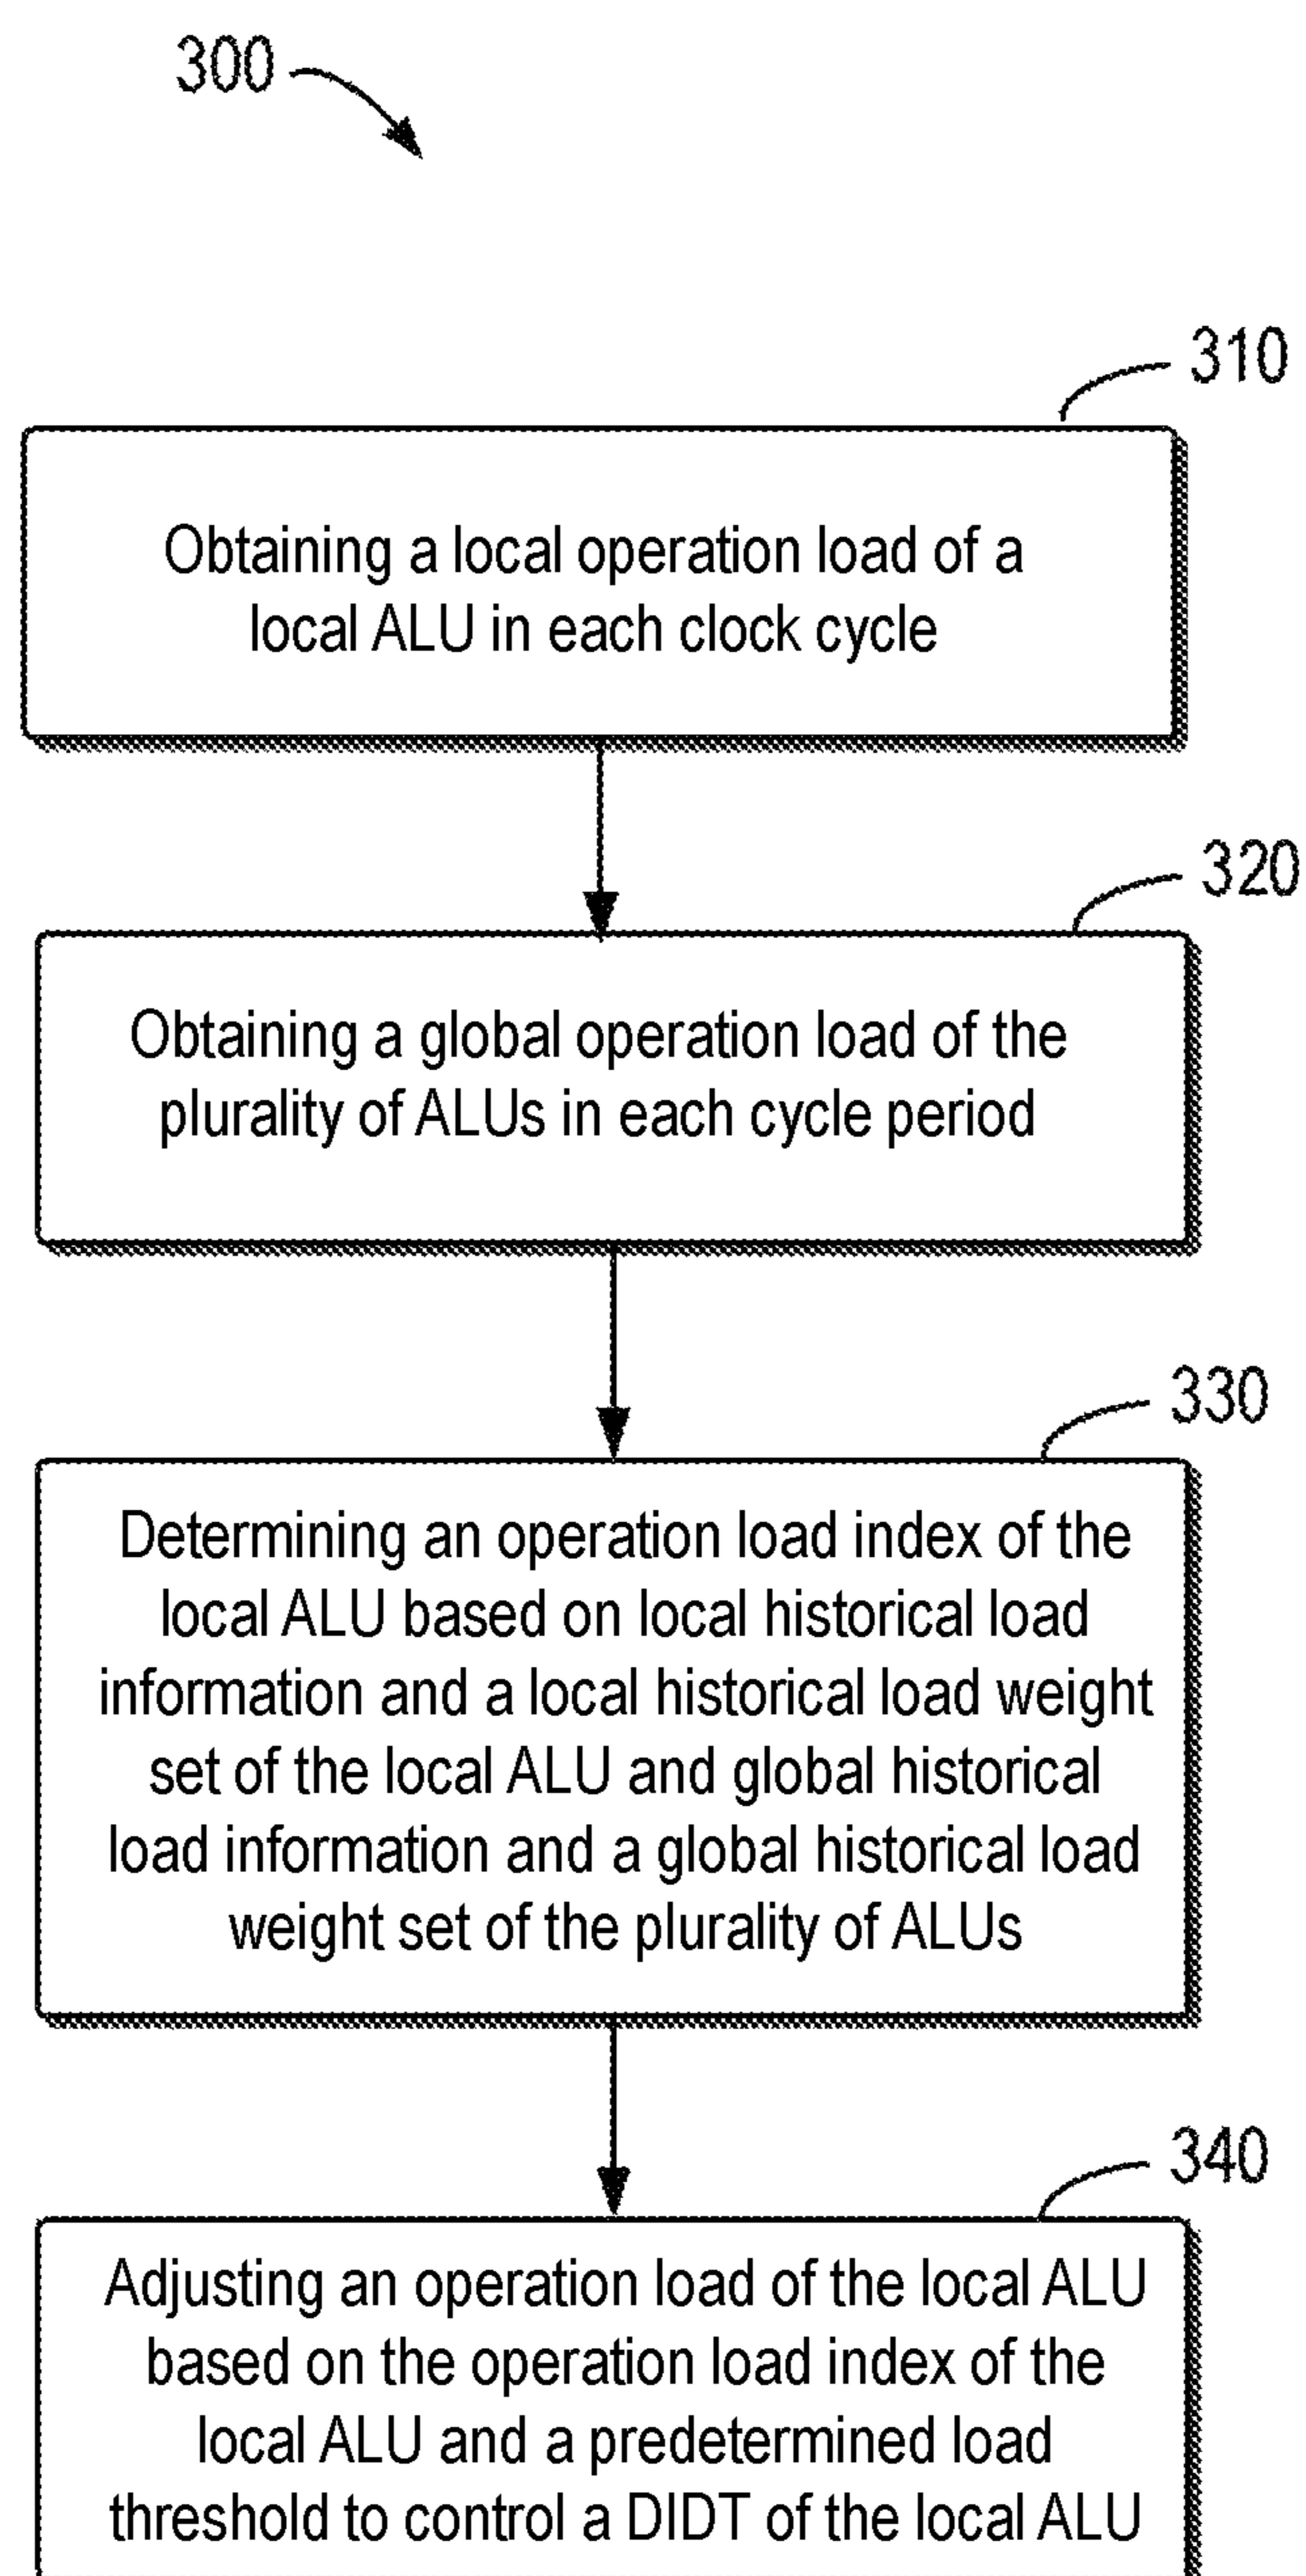 300
310
Obtaining a local operation load of a
local ALU in each clock cycle
320
Obtaining a global operation load of the
plurality of ALUs in each cycle period
330
Determining an operation load index of the
local ALU based on local historical load
information and a local historical load weight
set of the local ALU and global historical
load information and a global historical load
weight set of the plurality of ALUs
340
Adjusting an operation load of the local ALU
based on the operation load index of the
local ALU and a predetermined load
threshold to control a DIDT of the local ALU